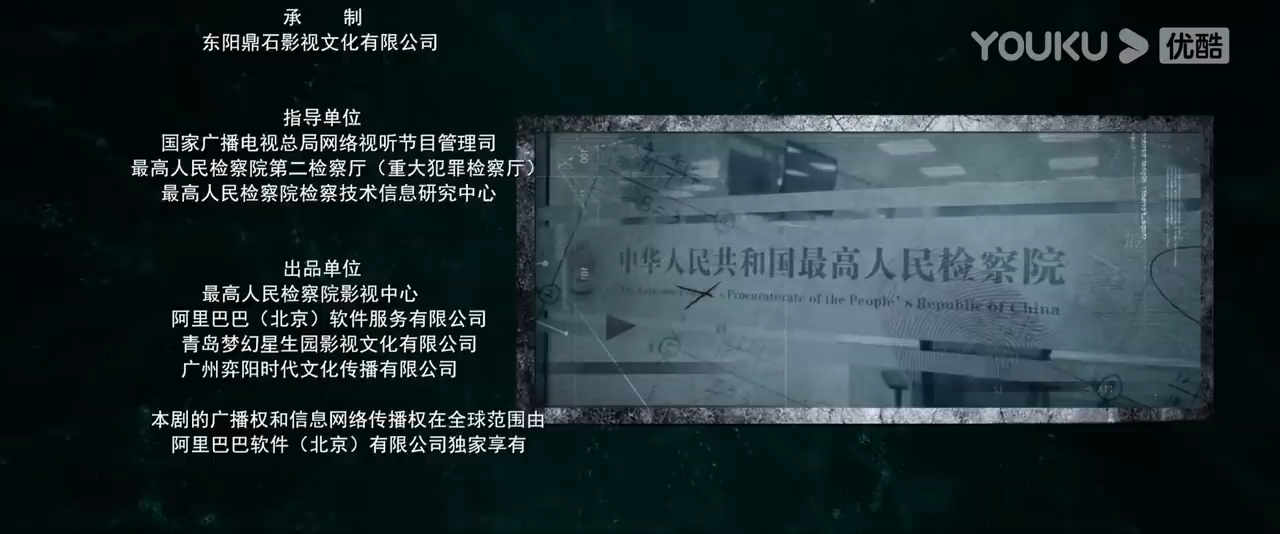 承 制
东阳鼎石影视文化有限公司
指导单位
国家广播电视总局网络视听节目管理司
最高人民检察院第二检察厅（重大犯罪检察厅）
最高人民检察院检察技术信息研究中心
出品单位
最高人民检察院影视中心
阿里巴巴（北京）软件服务有限公司
青岛梦幻星生园影视文化有限公司
广州弈阳时代文化传播有限公司
本剧的广播权和信息网络传播权在全球范围由
阿里巴巴软件（北京）有限公司独家享有
YOUKU 优酷
中华人民共和国最高人民检察院
Procuratorate of the People's Republic of China